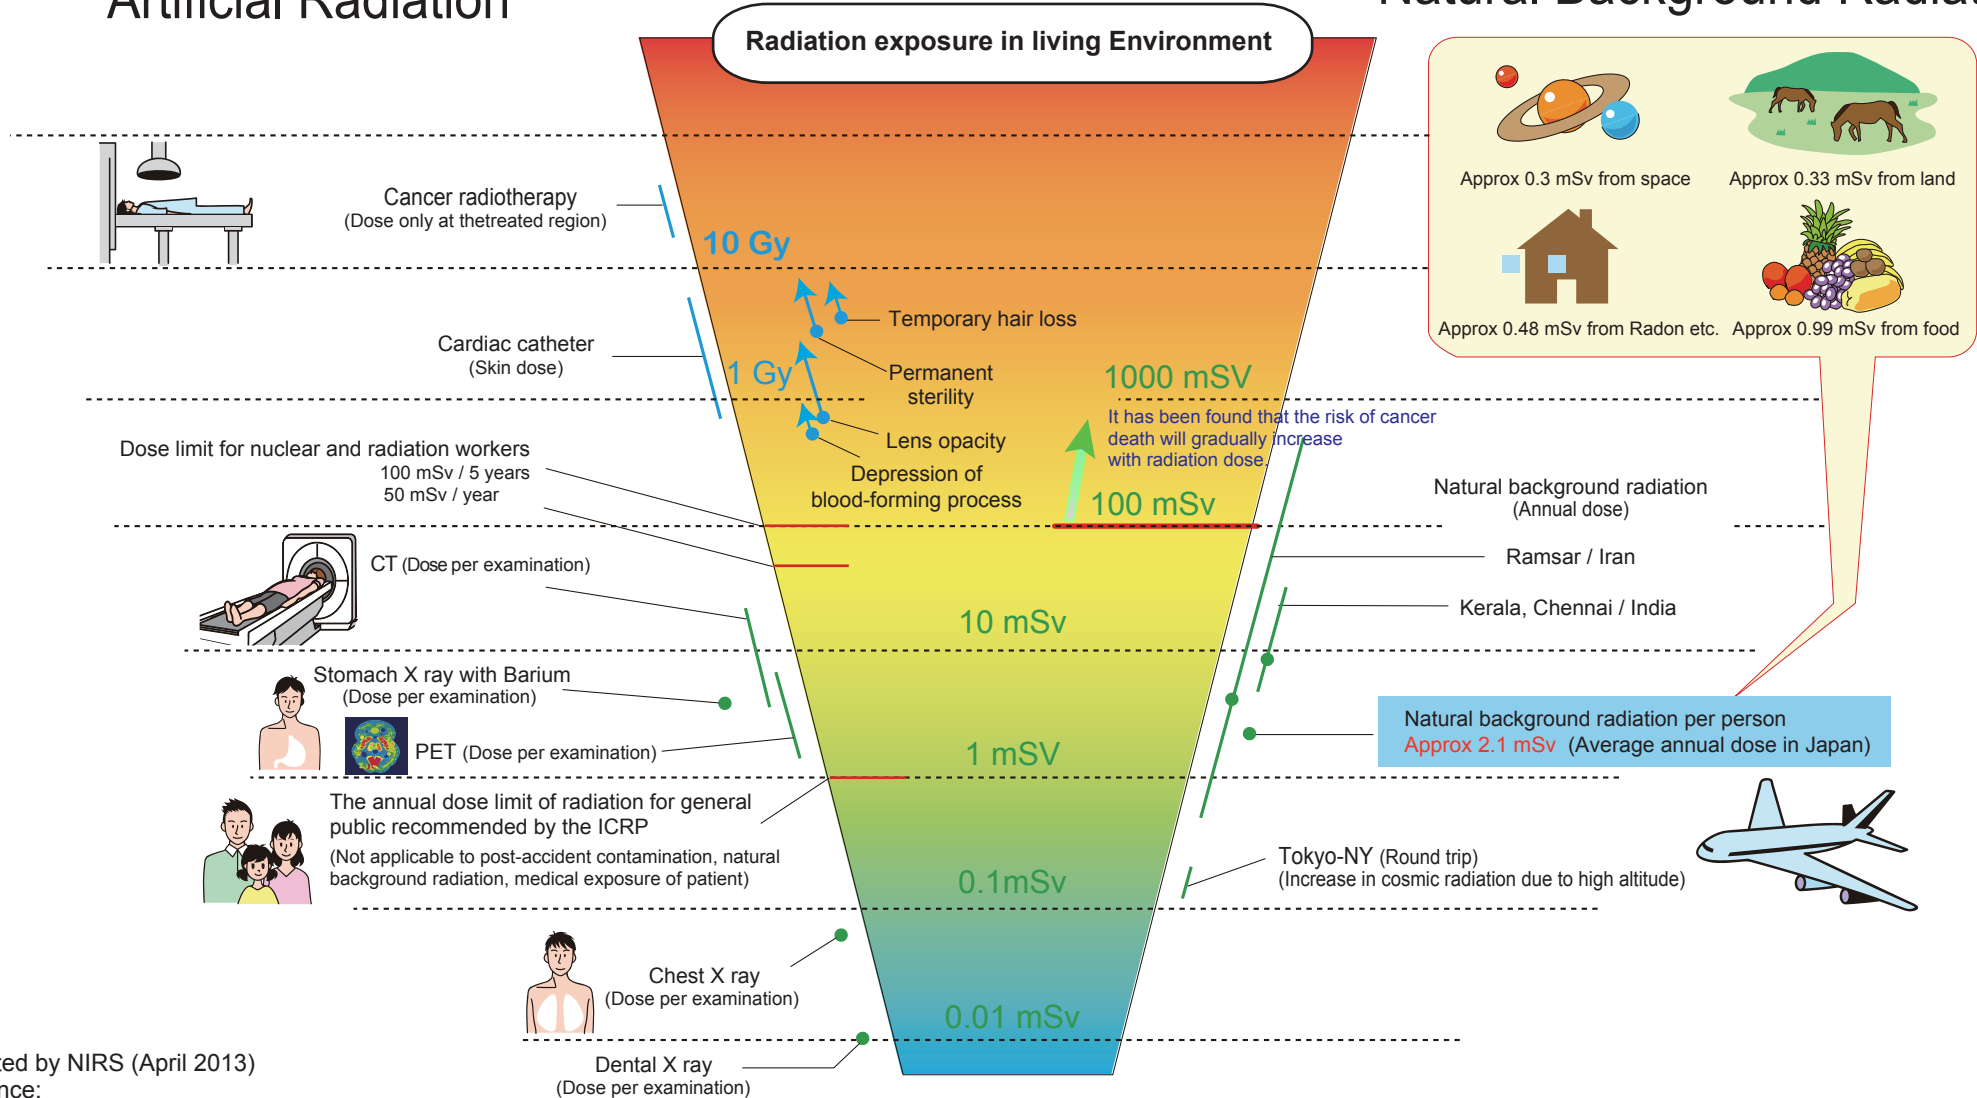 Artificial Radiation
Radiation exposure in living Environment
Approx 0.3 mSv from space
Approx 0.33 mSv from land
Approx 0.48 mSv from Radon etc.
Approx 0.99 mSv from food
Cancer radiotherapy
(Dose only at thetreated region)
10 Gy
Temporary hair loss
Cardiac catheter
(Skin dose)
1 Gy
Permanent
sterility
1000 mSV
It has been found that the risk of cancer
death will gradually increase
with radiation dose.
Lens opacity
Dose limit for nuclear and radiation workers
100 mSv / 5 years
50 mSv / year
Depression of
blood-forming process
100 mSv
Natural background radiation
(Annual dose)
Ramsar / Iran
CT (Dose per examination)
Kerala, Chennai / India
10 mSv
Stomach X ray with Barium
(Dose per examination)
Natural background radiation per person
Approx 2.1 mSv (Average annual dose in Japan)
PET (Dose per examination)
1 mSV
The annual dose limit of radiation for general
public recommended by the ICRP
(Not applicable to post-accident contamination, natural
background radiation, medical exposure of patient)
Tokyo-NY (Round trip)
(Increase in cosmic radiation due to high altitude)
0.1mSv
Chest X ray
(Dose per examination)
0.01 mSv
Dental X ray
(Dose per examination)
by NIRS (April 2013)